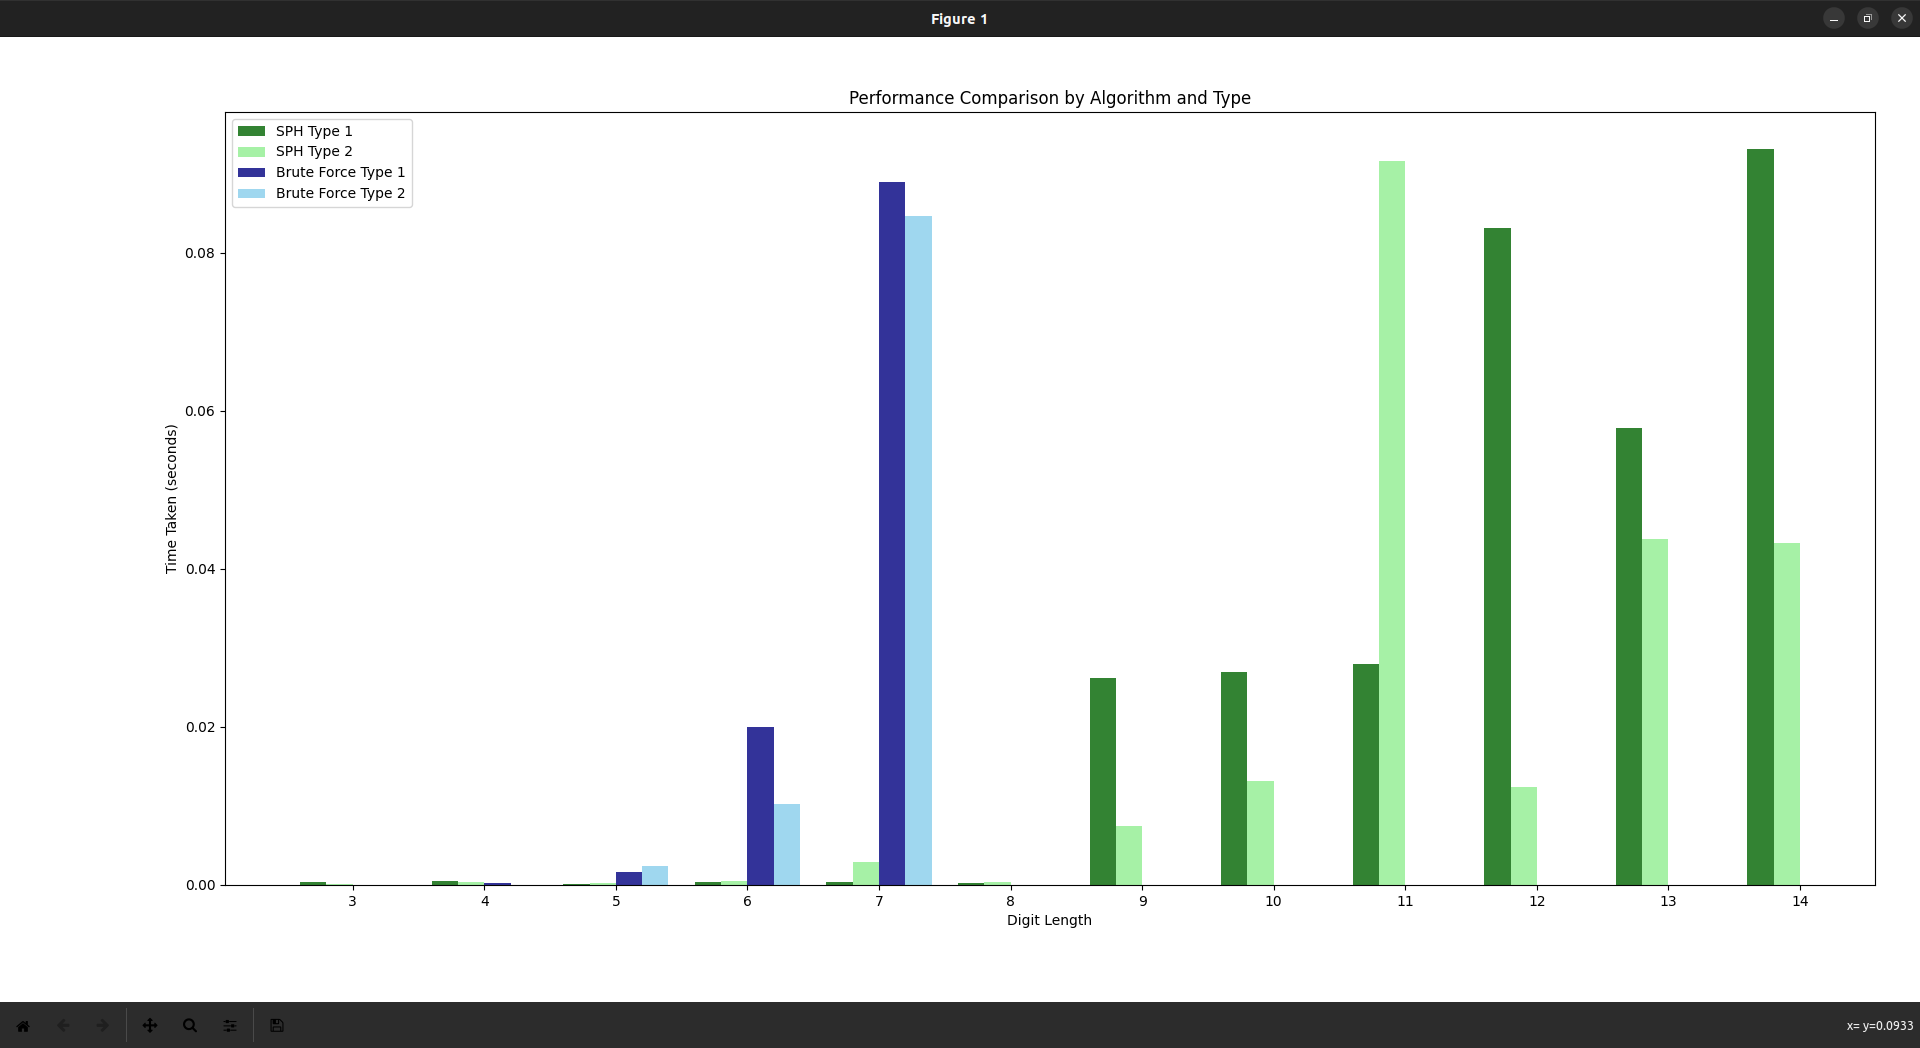 Figure 1
Performance Comparison by Algorithm and Type
SPH Type 1
SPH Type 2
Brute Force Type 1
Brute Force Type 2
0.08
0.06
0.04
0.02
0.00
Time Taken (seconds)
3 4 5 6 7 8 9 10 11 12 13 14
Digit Length
x= y=0.0933